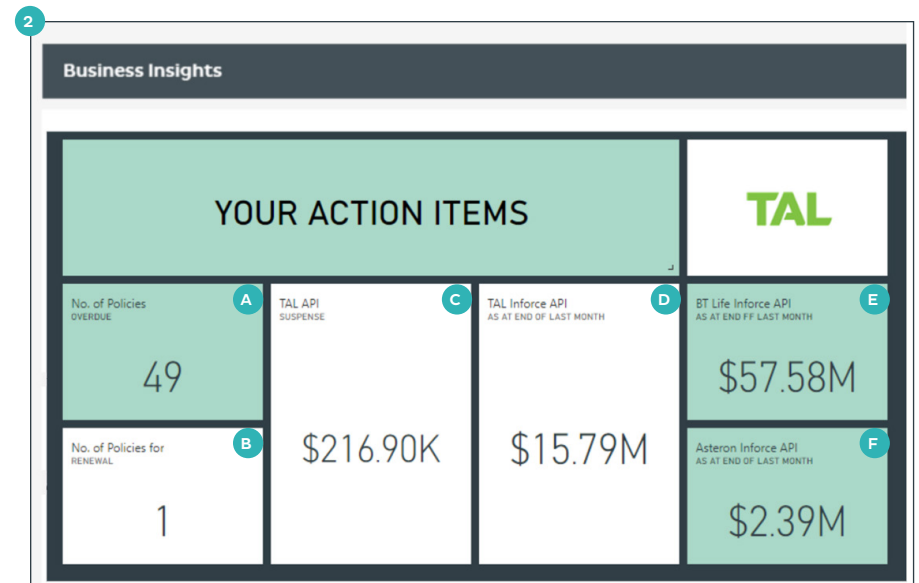 2
Business Insights
YOUR ACTION ITEMS
TAL
No. of Policies
OVERDUE
A
49
No. of Policies for
RENEWAL
B
1
TAL API
SUSPENSE
C
$216.90K
TAL Inforce API
AS AT END OF LAST MONTH
D
$15.79M
BT Life Inforce API
AS AT END FF LAST MONTH
E
$57.58M
Asteron Inforce API
AS AT END OF LAST MONTH
F
$2.39M